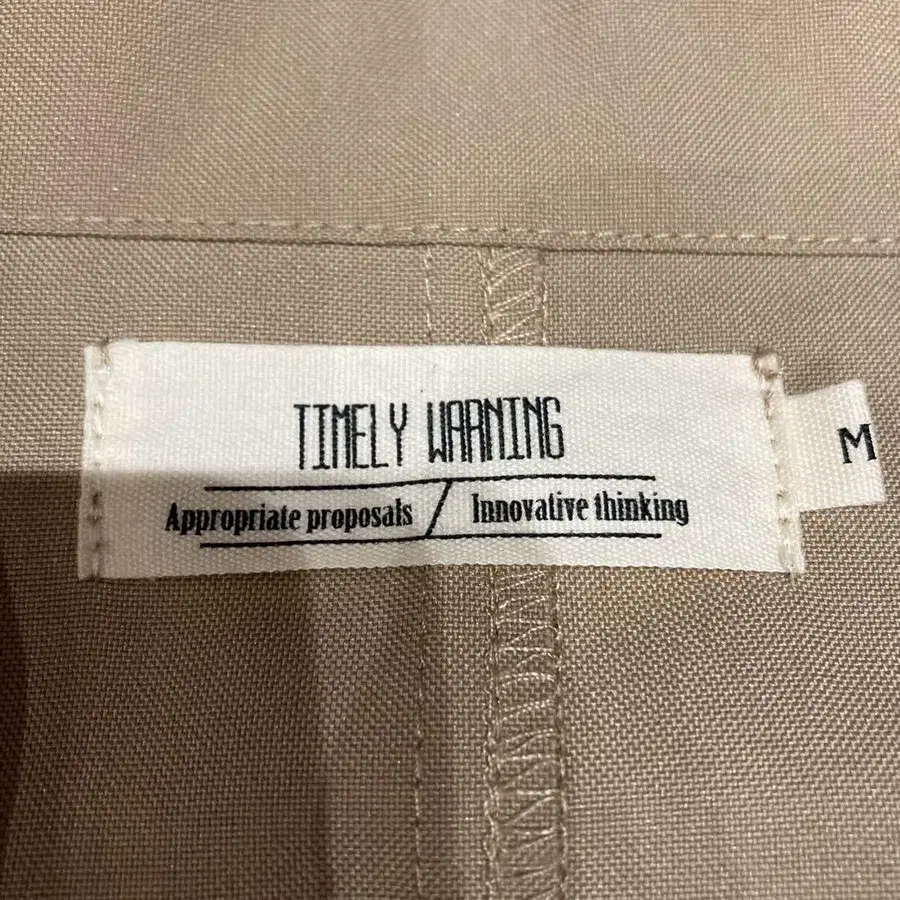 TIMELY WARNING
Appropriate proposals / Innovative thinking
M